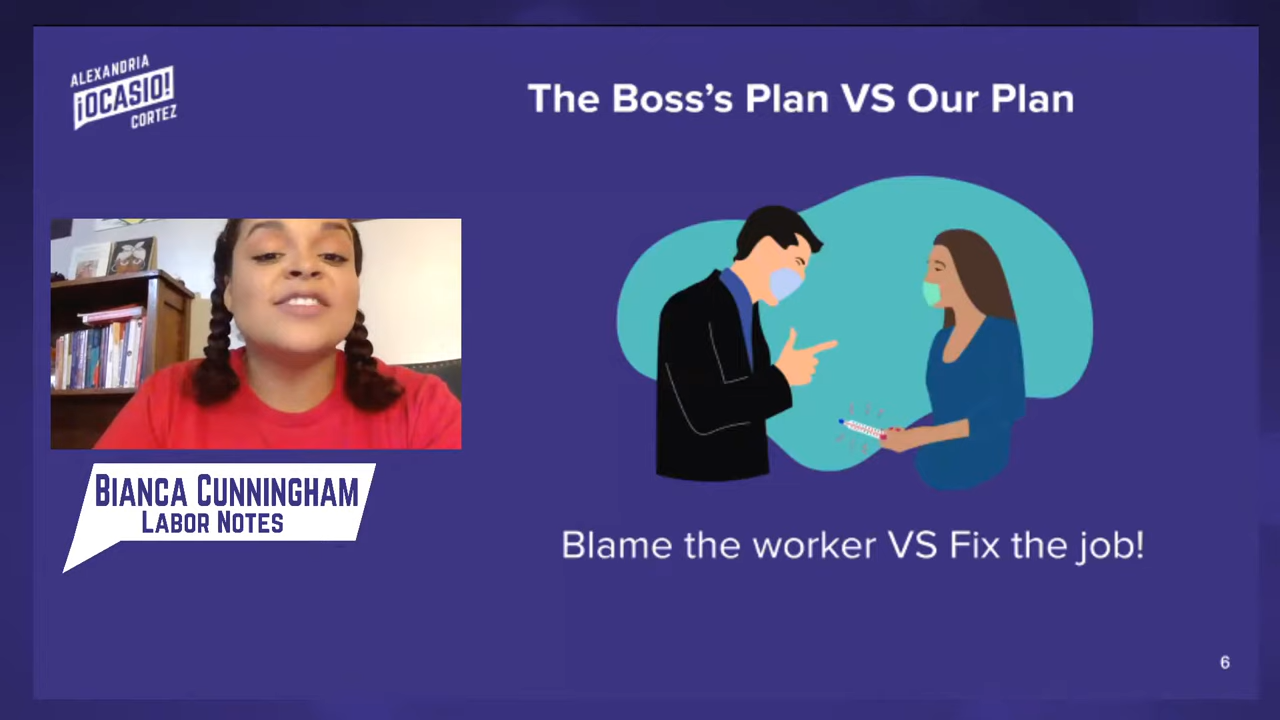 ALEXANDRIA
¡OCASIO!
CORTEZ
The Boss's Plan VS Our Plan
BIANCA CUNNINGHAM
LABOR NOTES
Blame the worker VS Fix the job!
6